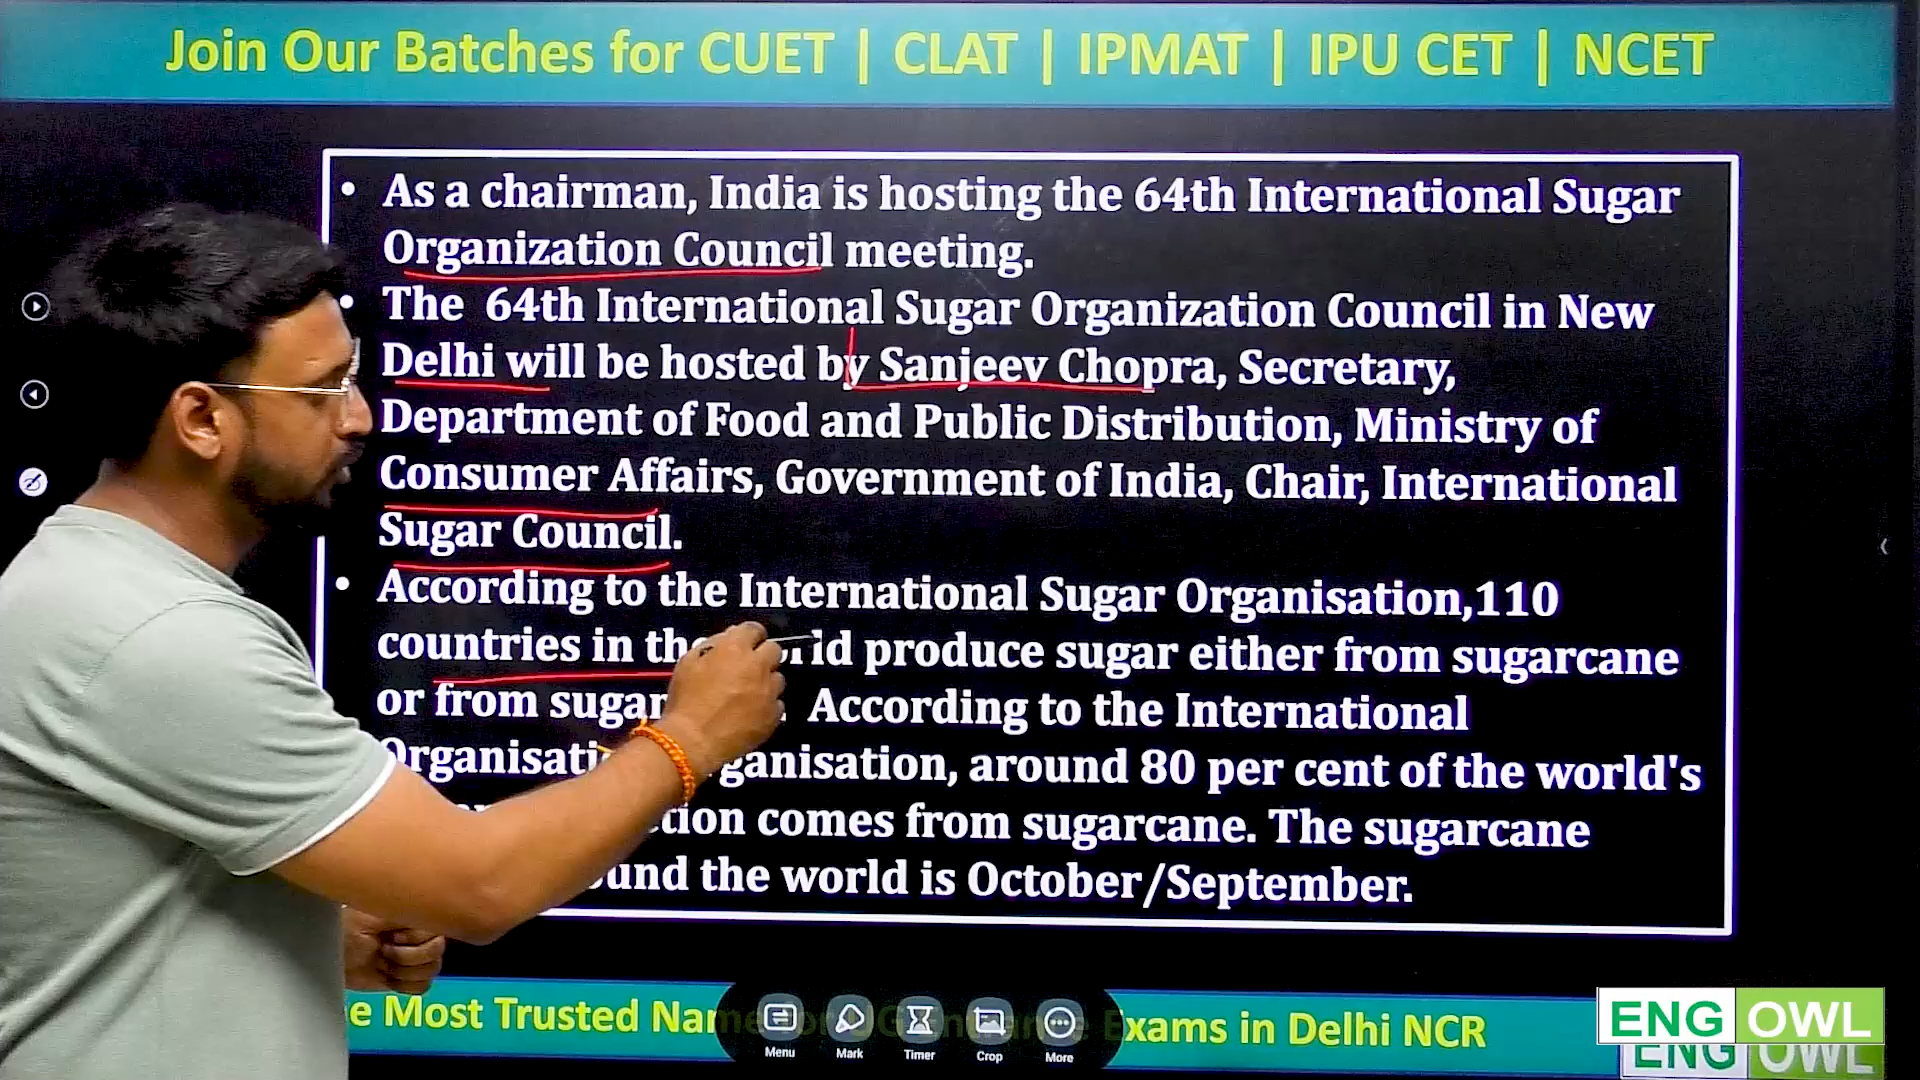 Join Our Batches for CUET | CLAT | IPMAT | IPU CET | NCET
• As a chairman, India is hosting the 64th International Sugar
Organization Council meeting.
• The 64th International Sugar Organization Council in New
Delhi will be hosted by Sanjeev Chopra, Secretary,
Department of Food and Public Distribution, Ministry of
Consumer Affairs, Government of India, Chair, International
Sugar Council.
• According to the International Sugar Organisation,110
countries in produce sugar either from sugarcane
or from According to the International
around 80 per cent of the world's
comes from sugarcane. The sugarcane
the world is October/September.
Most Trusted Exams in Delhi NCR
Menu Mark Timer Crop More
ENG OWL
ENG OWL